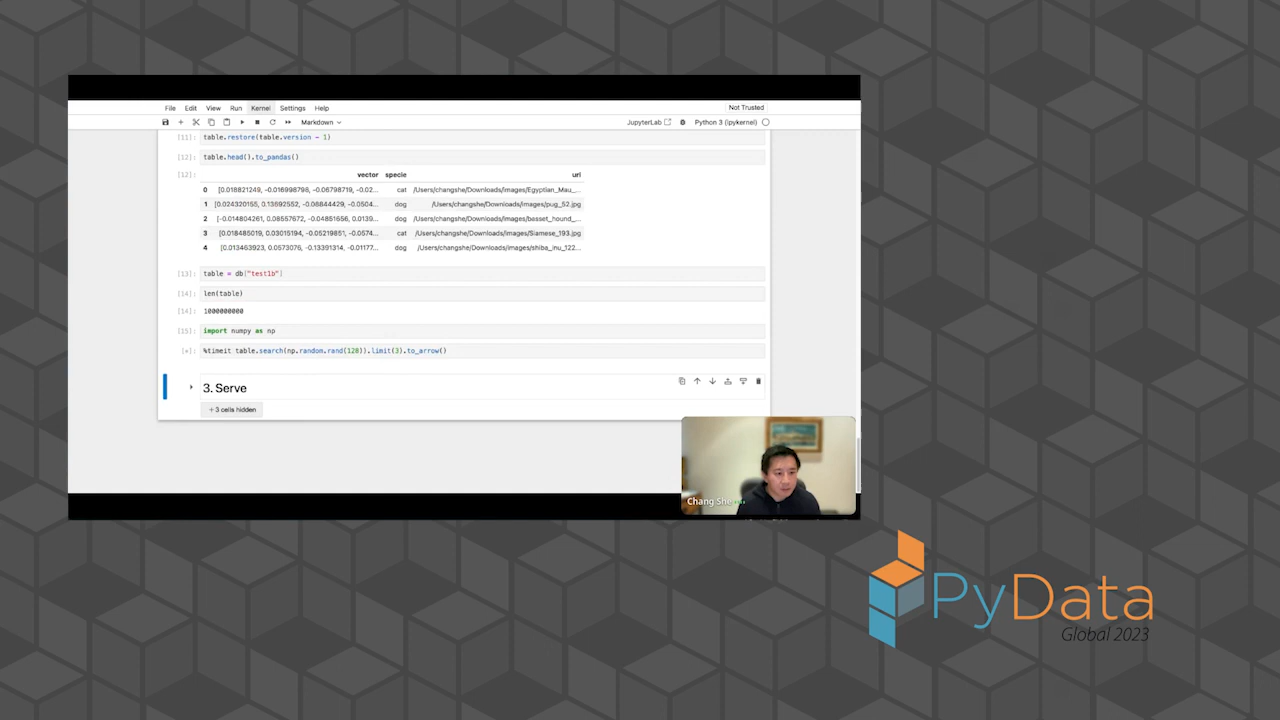 File Edit View Run Kernel Settings Help
Not Trusted
Markdown
JupyterLab
Python 3 (ipykernel)
[11]: table.restore(table.version - 1)
[12]: table.head().to_pandas()
[12]: vector specie url
0 [0.018821249, -0.016998798, -0.06798719, -0.02... cat /Users/changshe/Downloads/images/Egyptian_Mau_...
1 [0.024320155, 0.13692552, -0.08844429, -0.0504... dog /Users/changshe/Downloads/images/pug_52.jpg
2 [-0.014804261, 0.08557672, -0.04851656, 0.0139... dog /Users/changshe/Downloads/images/basset_hound_...
3 [0.018485019, 0.03015194, -0.05219851, -0.0574... cat /Users/changshe/Downloads/images/Siamese_193.jpg
4 [0.013463923, 0.0573076, -0.13391314, -0.01177... dog /Users/changshe/Downloads/images/shiba_inu_122...
[13]: table = db["test1b"]
[14]: len(table)
[14]: 1000000000
[15]: import numpy as np
[*]: %timeit table.search(np.random.rand(128)).limit(3).to_arrow()
3. Serve
+ 3 cells hidden
Chang She
PyData
Global 2023